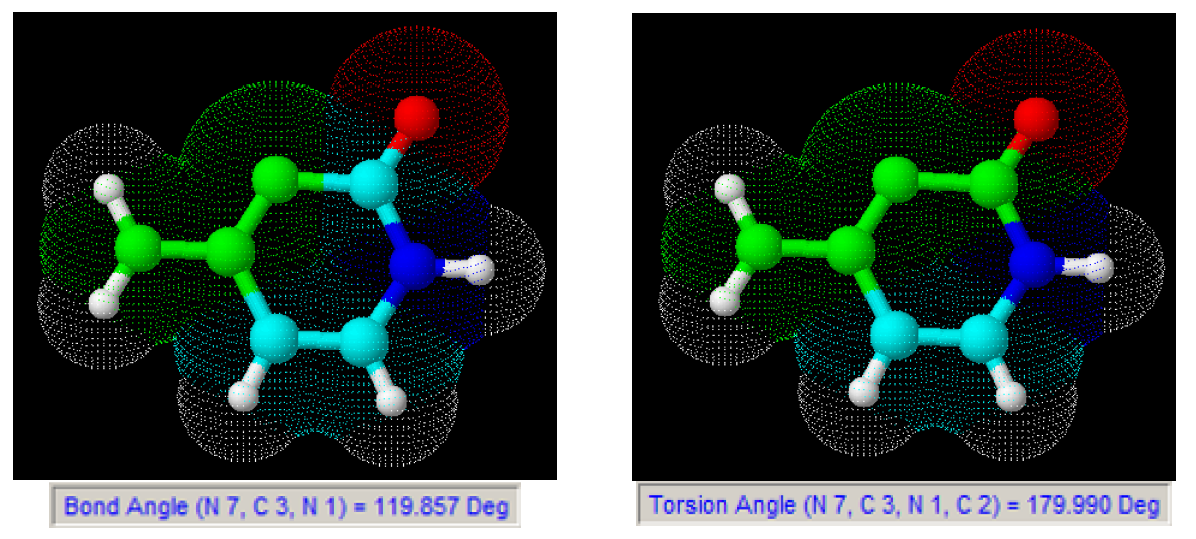 Bond Angle (N 7, C 3, N 1) = 119.857 Deg
Torsion Angle (N 7, C 3, N 1, C 2) = 179.990 Deg